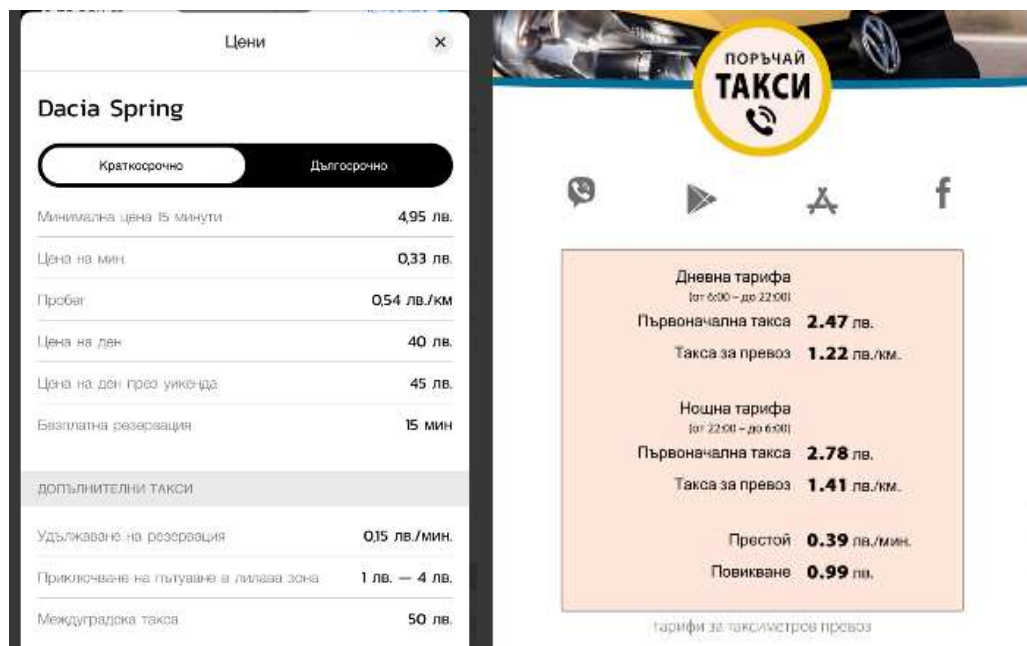 Цени
Dacia Spring
Краткосрочно
Дългосрочно
Минимална цена 15 минути 4,95 лв.
Цена на мин 0,33 лв.
Пробег 0,54 лв./км
Цена на ден 40 лв.
Цена на ден през уикенда 45 лв.
Безплатна резервация 15 мин
ДОПЪЛНИТЕЛНИ ТАКСИ
Удължаване на резервация 0,15 лв./мин.
Приключване на пътуване в лилава зона 1 лв. – 4 лв.
Междуградска такса 50 лв.
ПОРЪЧАЙ
ТАКСИ
Дневна тарифа
(от 6:00 – до 22:00)
Първоначална такса 2.47 лв.
Такса за превоз 1.22 лв./км.
Нощна тарифа
(от 22:00 – до 6:00)
Първоначална такса 2.78 лв.
Такса за превоз 1.41 лв./км.
Престой 0.39 лв./мин.
Повикване 0.99 лв.
тарифи за таксиметров превоз